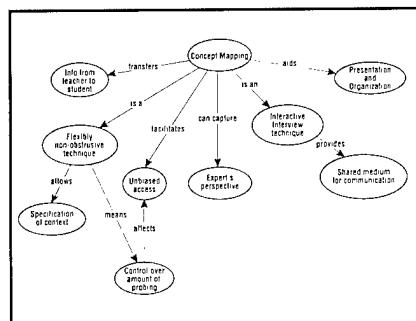 Concept Mapping
transfers
aids
Info from
teacher to
student
Presentation
and
Organization
is a
is an
facilitates
can capture
Interactive
Interview
technique
Flexibly
non-obstrusive
technique
provides
allows
Unbiased
access
Expert s
perspective
Shared medium
for communication
Specification
of context
means
affects
Control over
amount of
probing